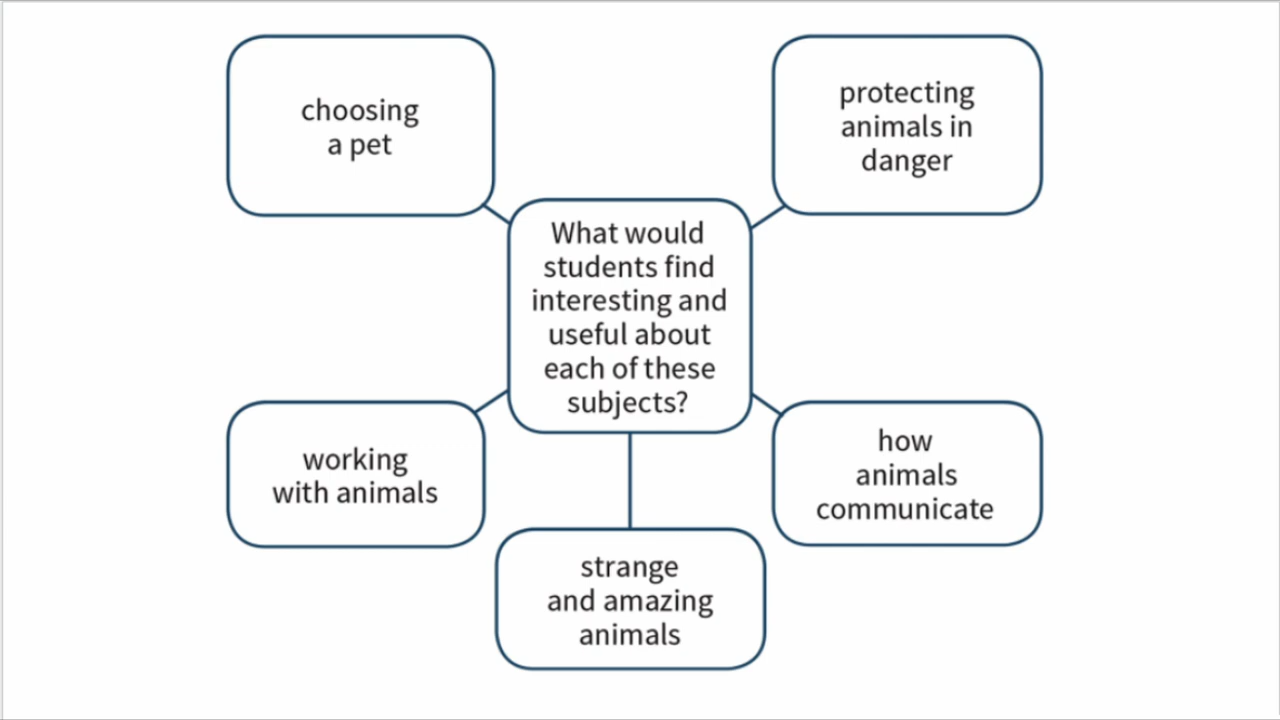 choosing
a pet
protecting
animals in
danger
What would
students find
interesting and
useful about
each of these
subjects?
working
with animals
how
animals
communicate
strange
and amazing
animals